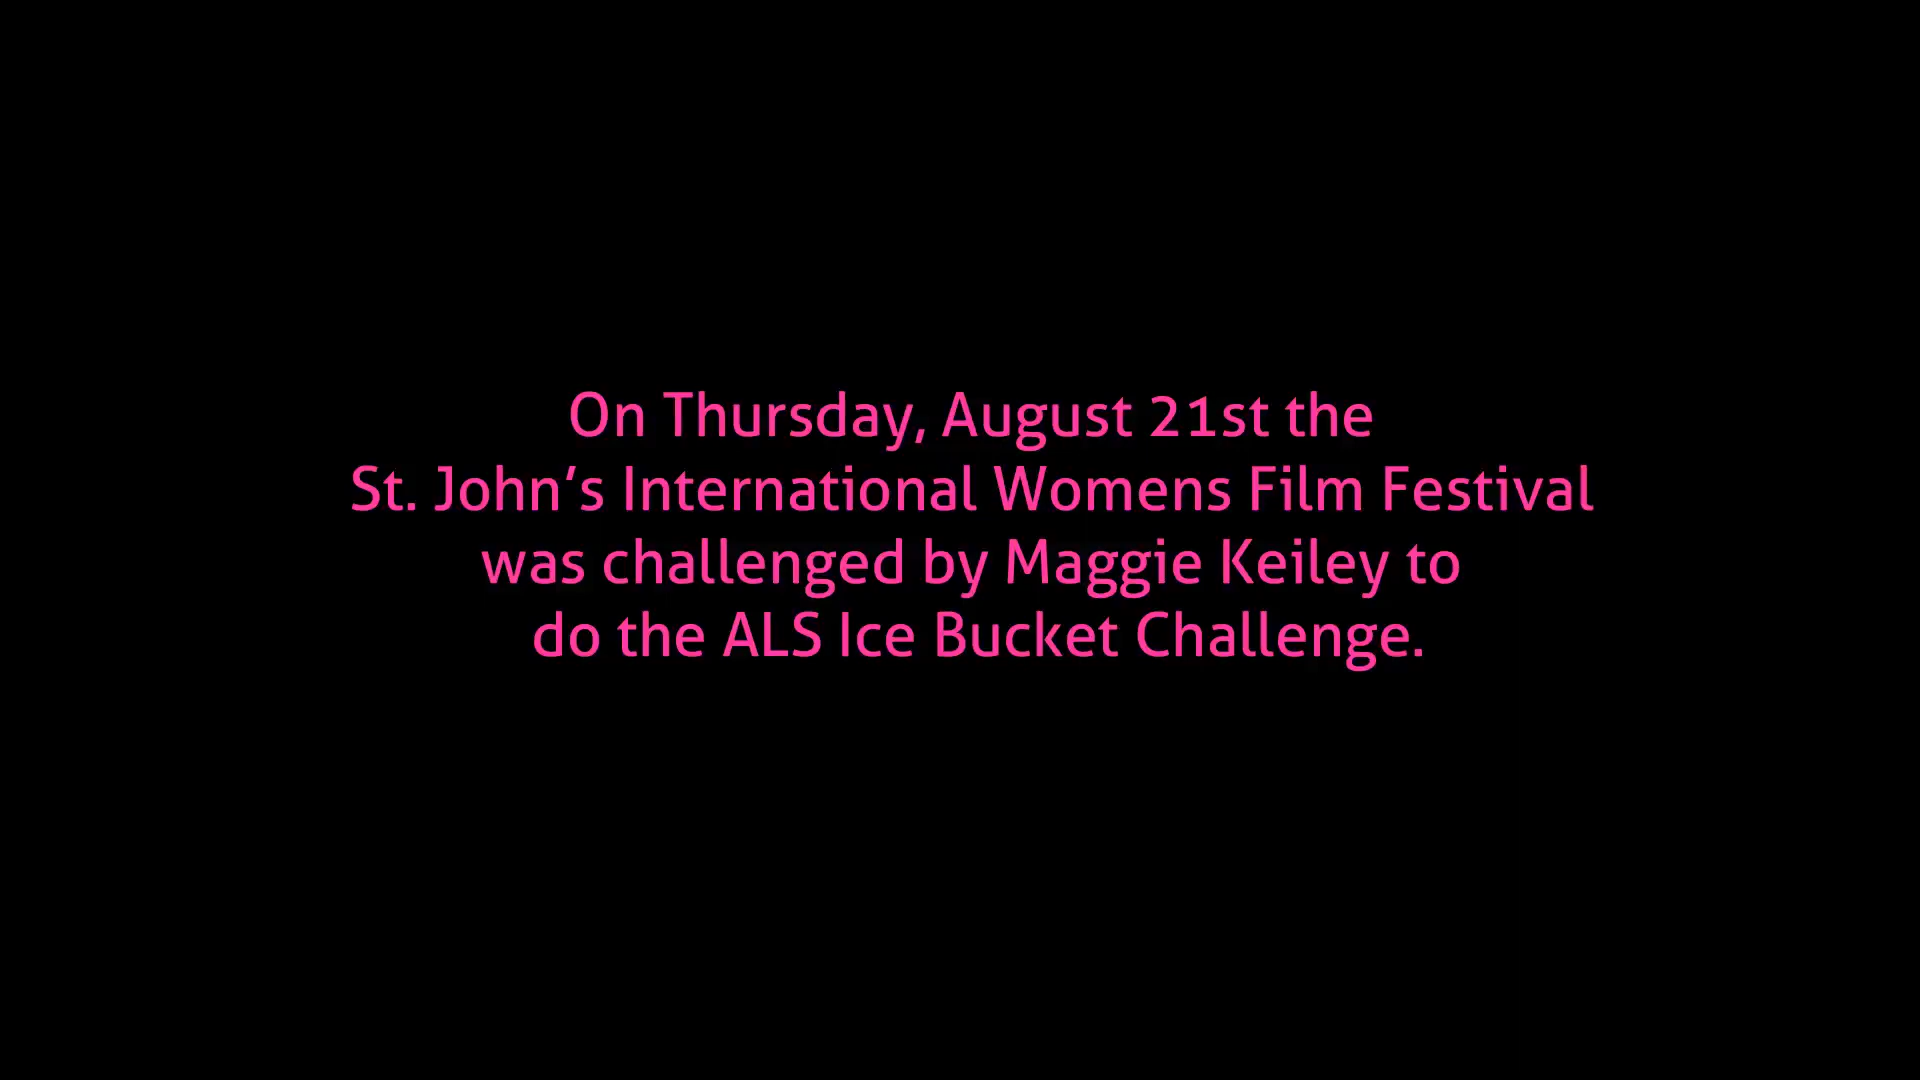 On Thursday, August 21st the
St. John’s International Womens Film Festival
was challenged by Maggie Keiley to
do the ALS Ice Bucket Challenge.